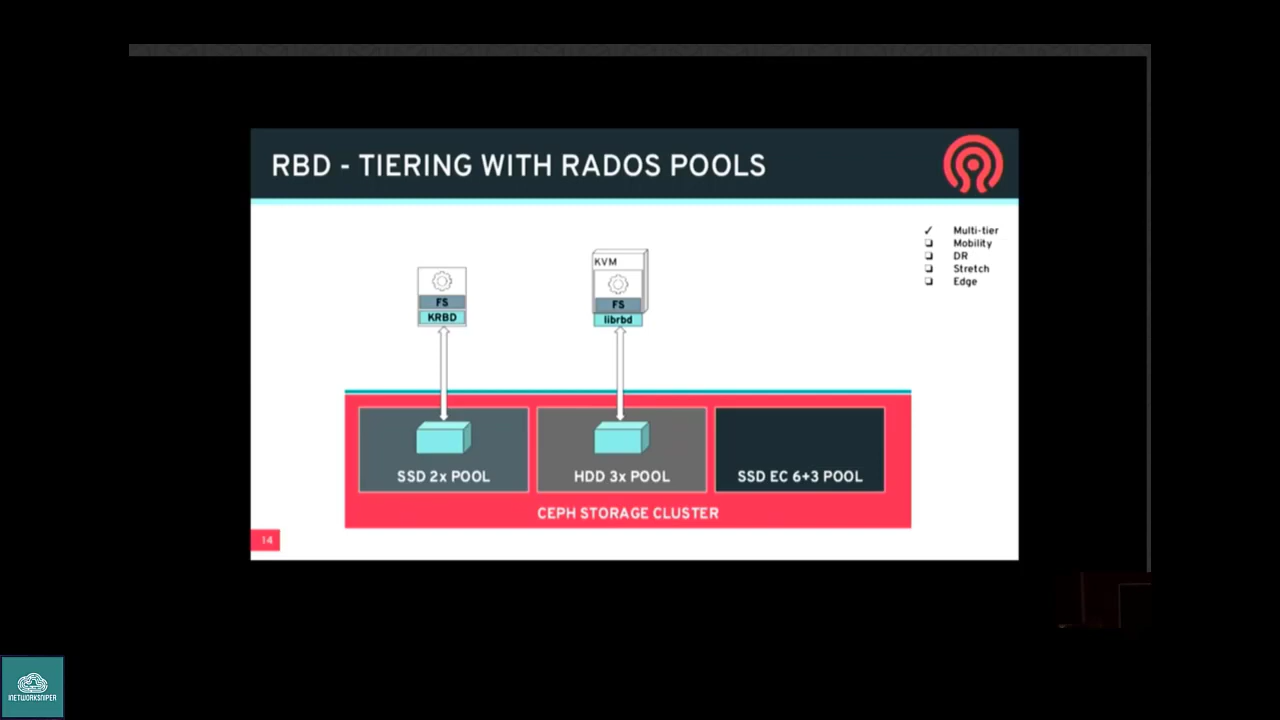 RBD - TIERING WITH RADOS POOLS
✓ Multi-tier
❑ Mobility
❑ DR
❑ Stretch
❑ Edge
FS
KRBD
KVM
FS
librbd
SSD 2x POOL
HDD 3x POOL
SSD EC 6+3 POOL
CEPH STORAGE CLUSTER
14
INETWORKSNIPER